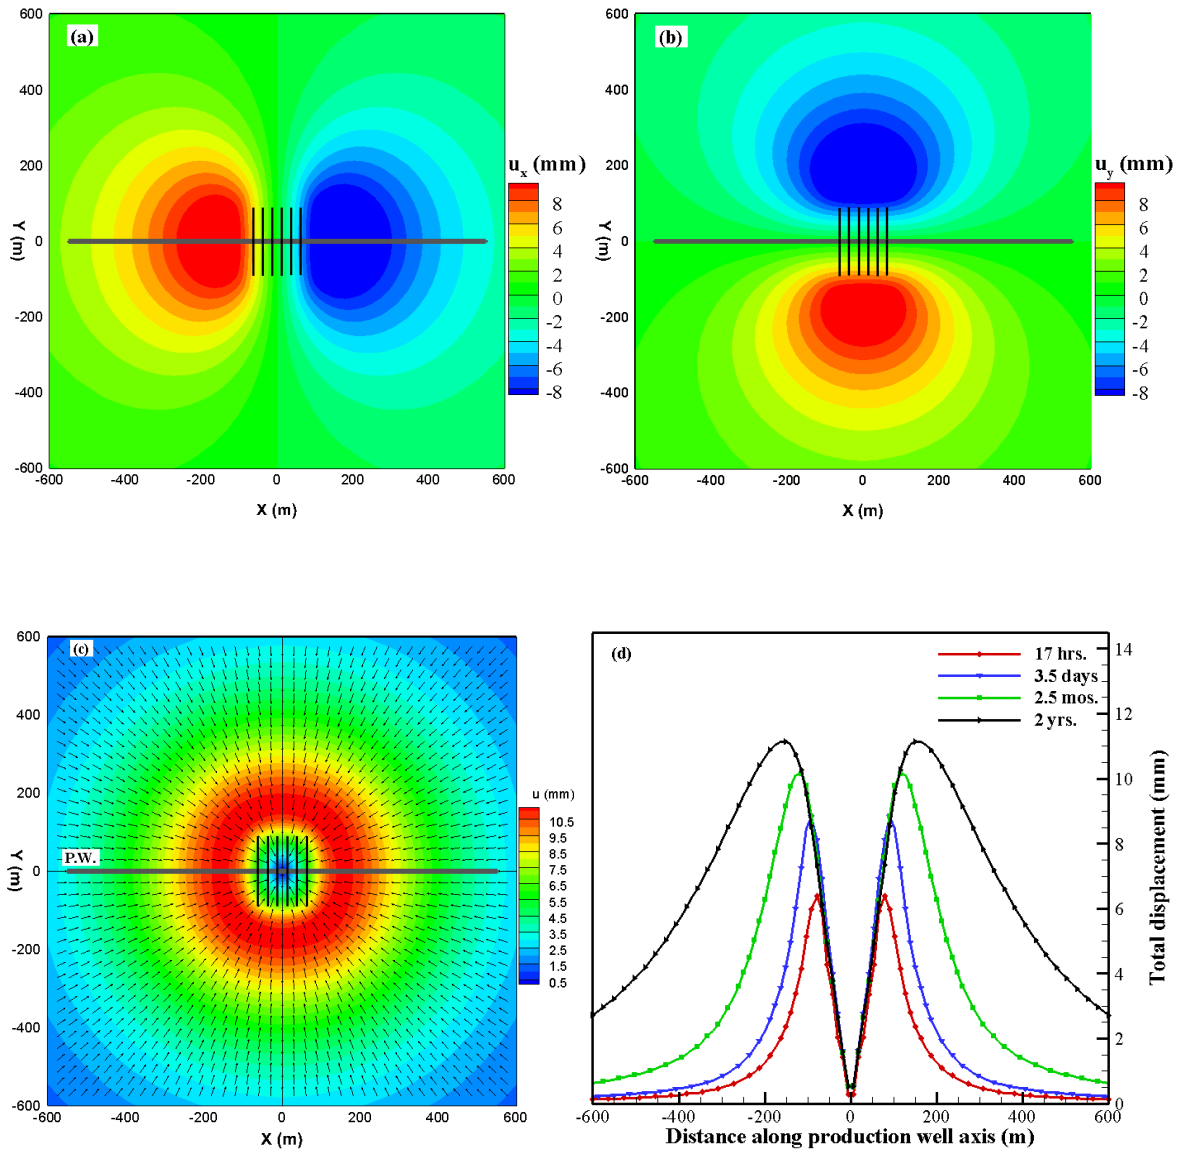 (a)
600
400
200
0
-200
-400
-600
Y (m)
-600 -400 -200 0 200 400 600
X (m)
u_x (mm)
8
6
4
2
0
-2
-4
-6
-8
(b)
600
400
200
0
-200
-400
-600
Y (m)
-600 -400 -200 0 200 400 600
X (m)
u_y (mm)
8
6
4
2
0
-2
-4
-6
-8
(c)
600
400
200
0
-200
-400
-600
Y (m)
P.W.
-600 -400 -200 0 200 400 600
X (m)
u (mm)
10.5
9.5
8.5
7.5
6.5
5.5
4.5
3.5
2.5
1.5
0.5
(d)
17 hrs.
3.5 days
2.5 mos.
2 yrs.
14
12
10
8
6
4
2
0
Total displacement (mm)
-600 -400 -200 0 200 400 600
Distance along production well axis (m)